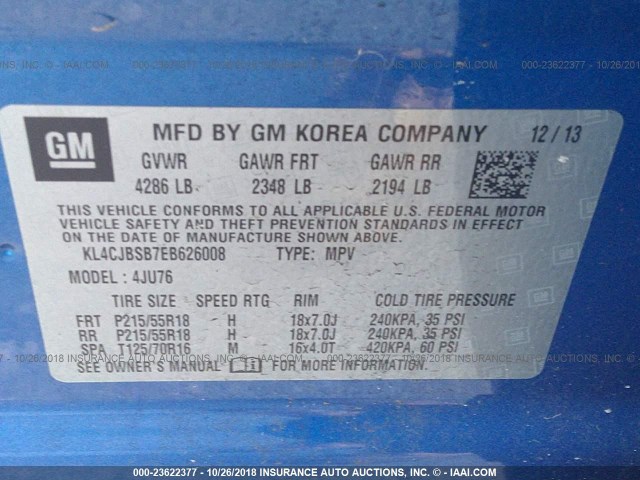 000-23622377 - 10/26/2018
GM
MFD BY GM KOREA COMPANY 12/13
GVWR GAWR FRT GAWR RR
4286 LB 2348 LB 2194 LB
THIS VEHICLE CONFORMS TO ALL APPLICABLE U.S. FEDERAL MOTOR
VEHICLE SAFETY AND THEFT PREVENTION STANDARDS IN EFFECT
ON THE DATE OF MANUFACTURE SHOWN ABOVE.
KL4CJBSB7EB626008 TYPE: MPV
MODEL : 4JU76
TIRE SIZE SPEED RTG RIM COLD TIRE PRESSURE
FRT P215/55R18 H 18x7.0J 240KPA, 35 PSI
RR P215/55R18 H 18x7.0J 240KPA, 35 PSI
SPA T125/70R16 M 16x4.0T 420KPA, 60 PSI
SEE OWNER'S MANUAL FOR MORE INFORMATION.
000-23622377 - 10/26/2018 INSURANCE AUTO AUCTIONS, INC. © - IAAI.COM